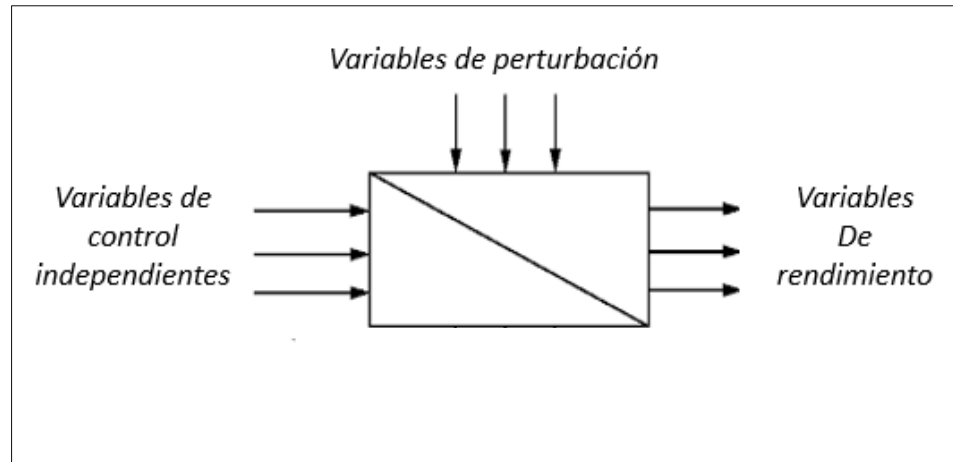 Variables de perturbación
Variables de
control
independientes
Variables
De
rendimiento